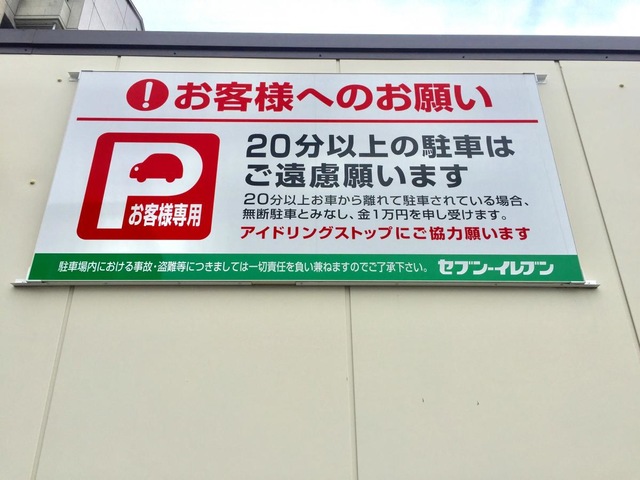 ! お客様へのお願い
P
お客様専用
20分以上の駐車は
ご遠慮願います
20分以上お車から離れて駐車されている場合、
無断駐車とみなし、金1万円を申し受けます。
アイドリングストップにご協力願います
駐車場内における事故・盗難等につきましては一切責任を負い兼ねますのでご了承下さい。 セブン-イレブン